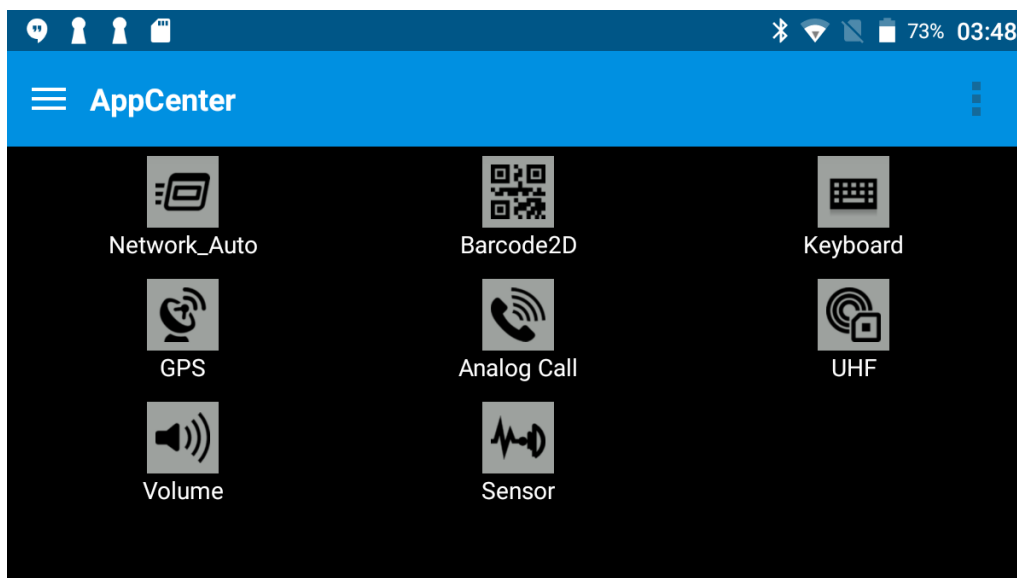 73% 03:48
AppCenter
Network_Auto Barcode2D Keyboard
GPS Analog Call UHF
Volume Sensor